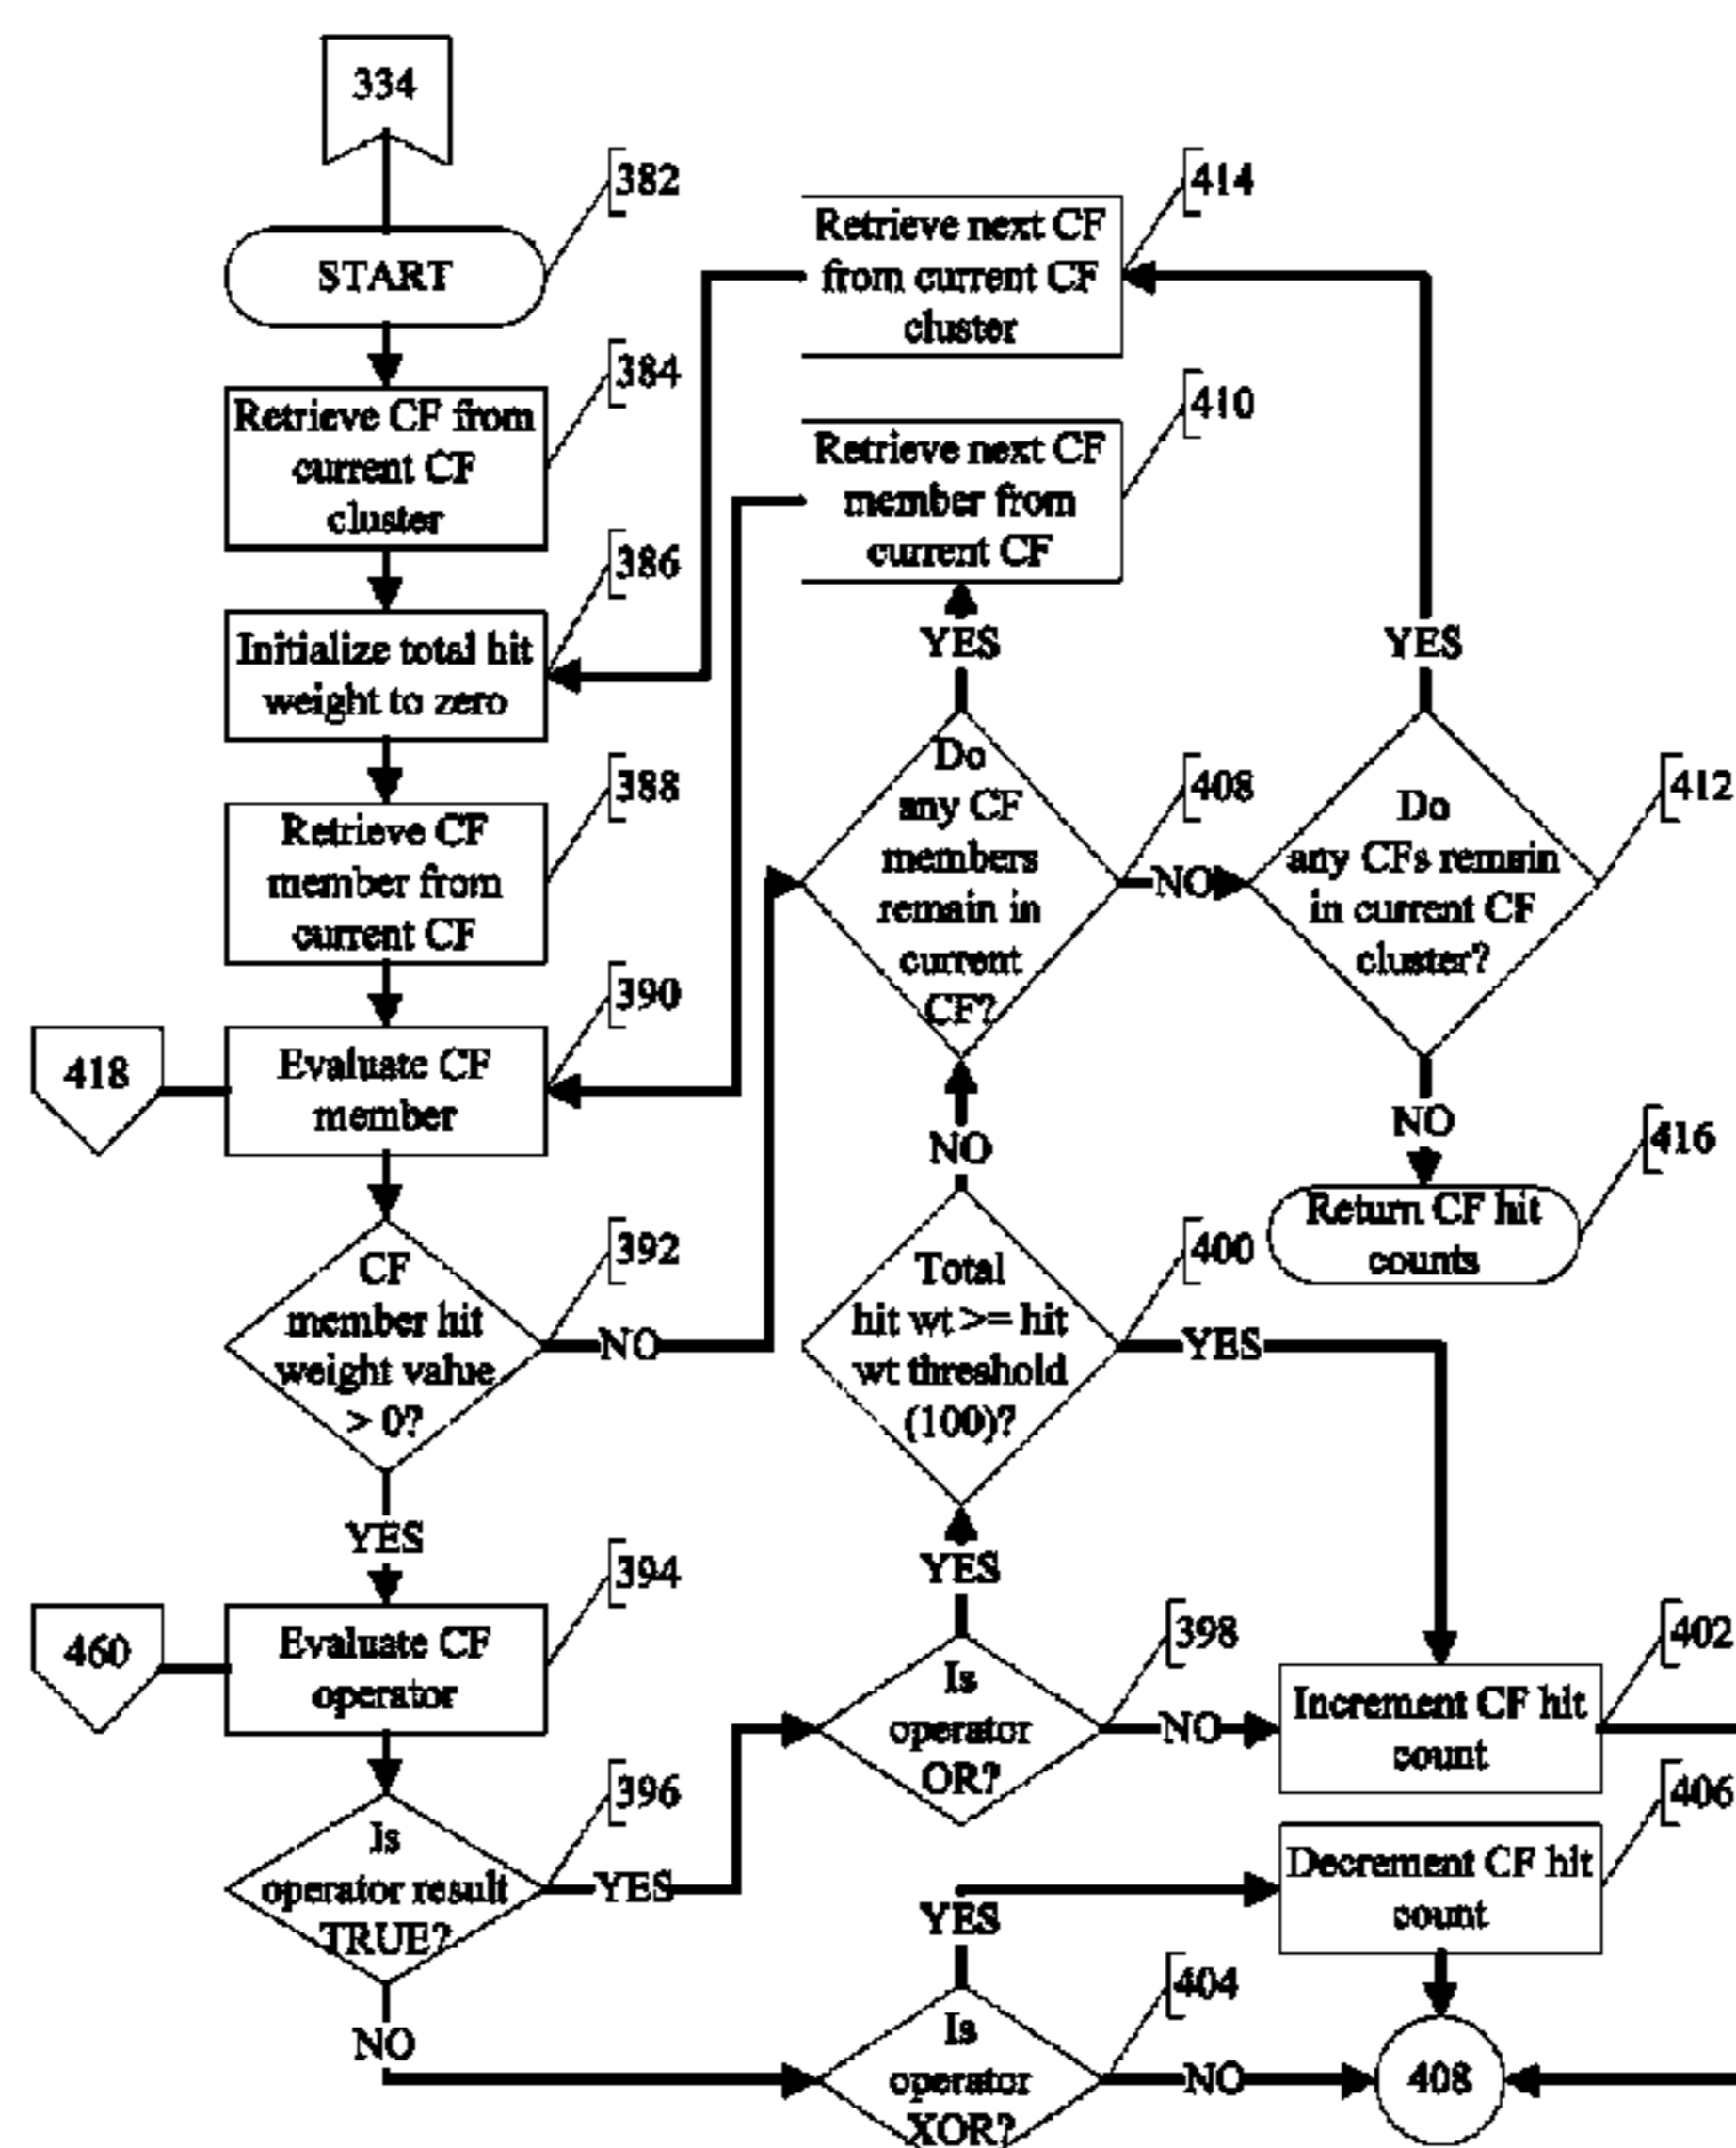 334
382
START
384
Retrieve CF from
current CF
cluster
386
Initialize total hit
weight to zero
388
Retrieve CF
member from
current CF
390
418
Evaluate CF
member
392
CF
member hit
weight value
> 0?
NO
YES
394
460
Evaluate CF
operator
396
Is
operator result
TRUE?
YES
NO
414
Retrieve next CF
from current CF
cluster
410
Retrieve next CF
member from
current CF
YES
408
Do
any CF
members
remain in
current
CF?
NO
NO
400
Total
hit wt >= hit
wt threshold
(100)?
YES
YES
398
Is
operator
OR?
NO
YES
404
Is
operator
XOR?
NO
YES
412
Do
any CFs remain
in current CF
cluster?
NO
416
Return CF hit
counts
402
Increment CF hit
count
406
Decrement CF hit
count
408